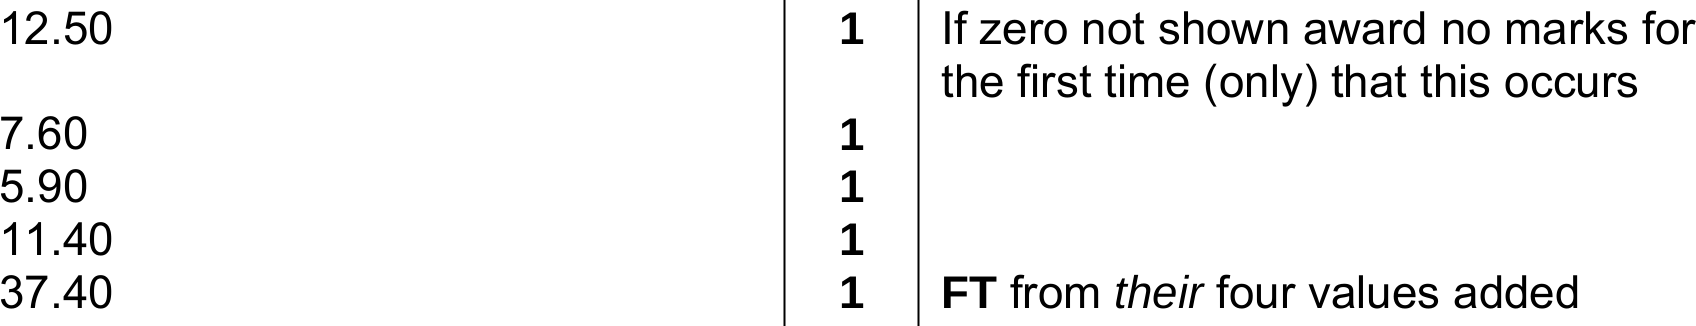 12.50 1 If zero not shown award no marks for
the first time (only) that this occurs
7.60 1
5.90 1
11.40 1
37.40 1 FT from their four values added